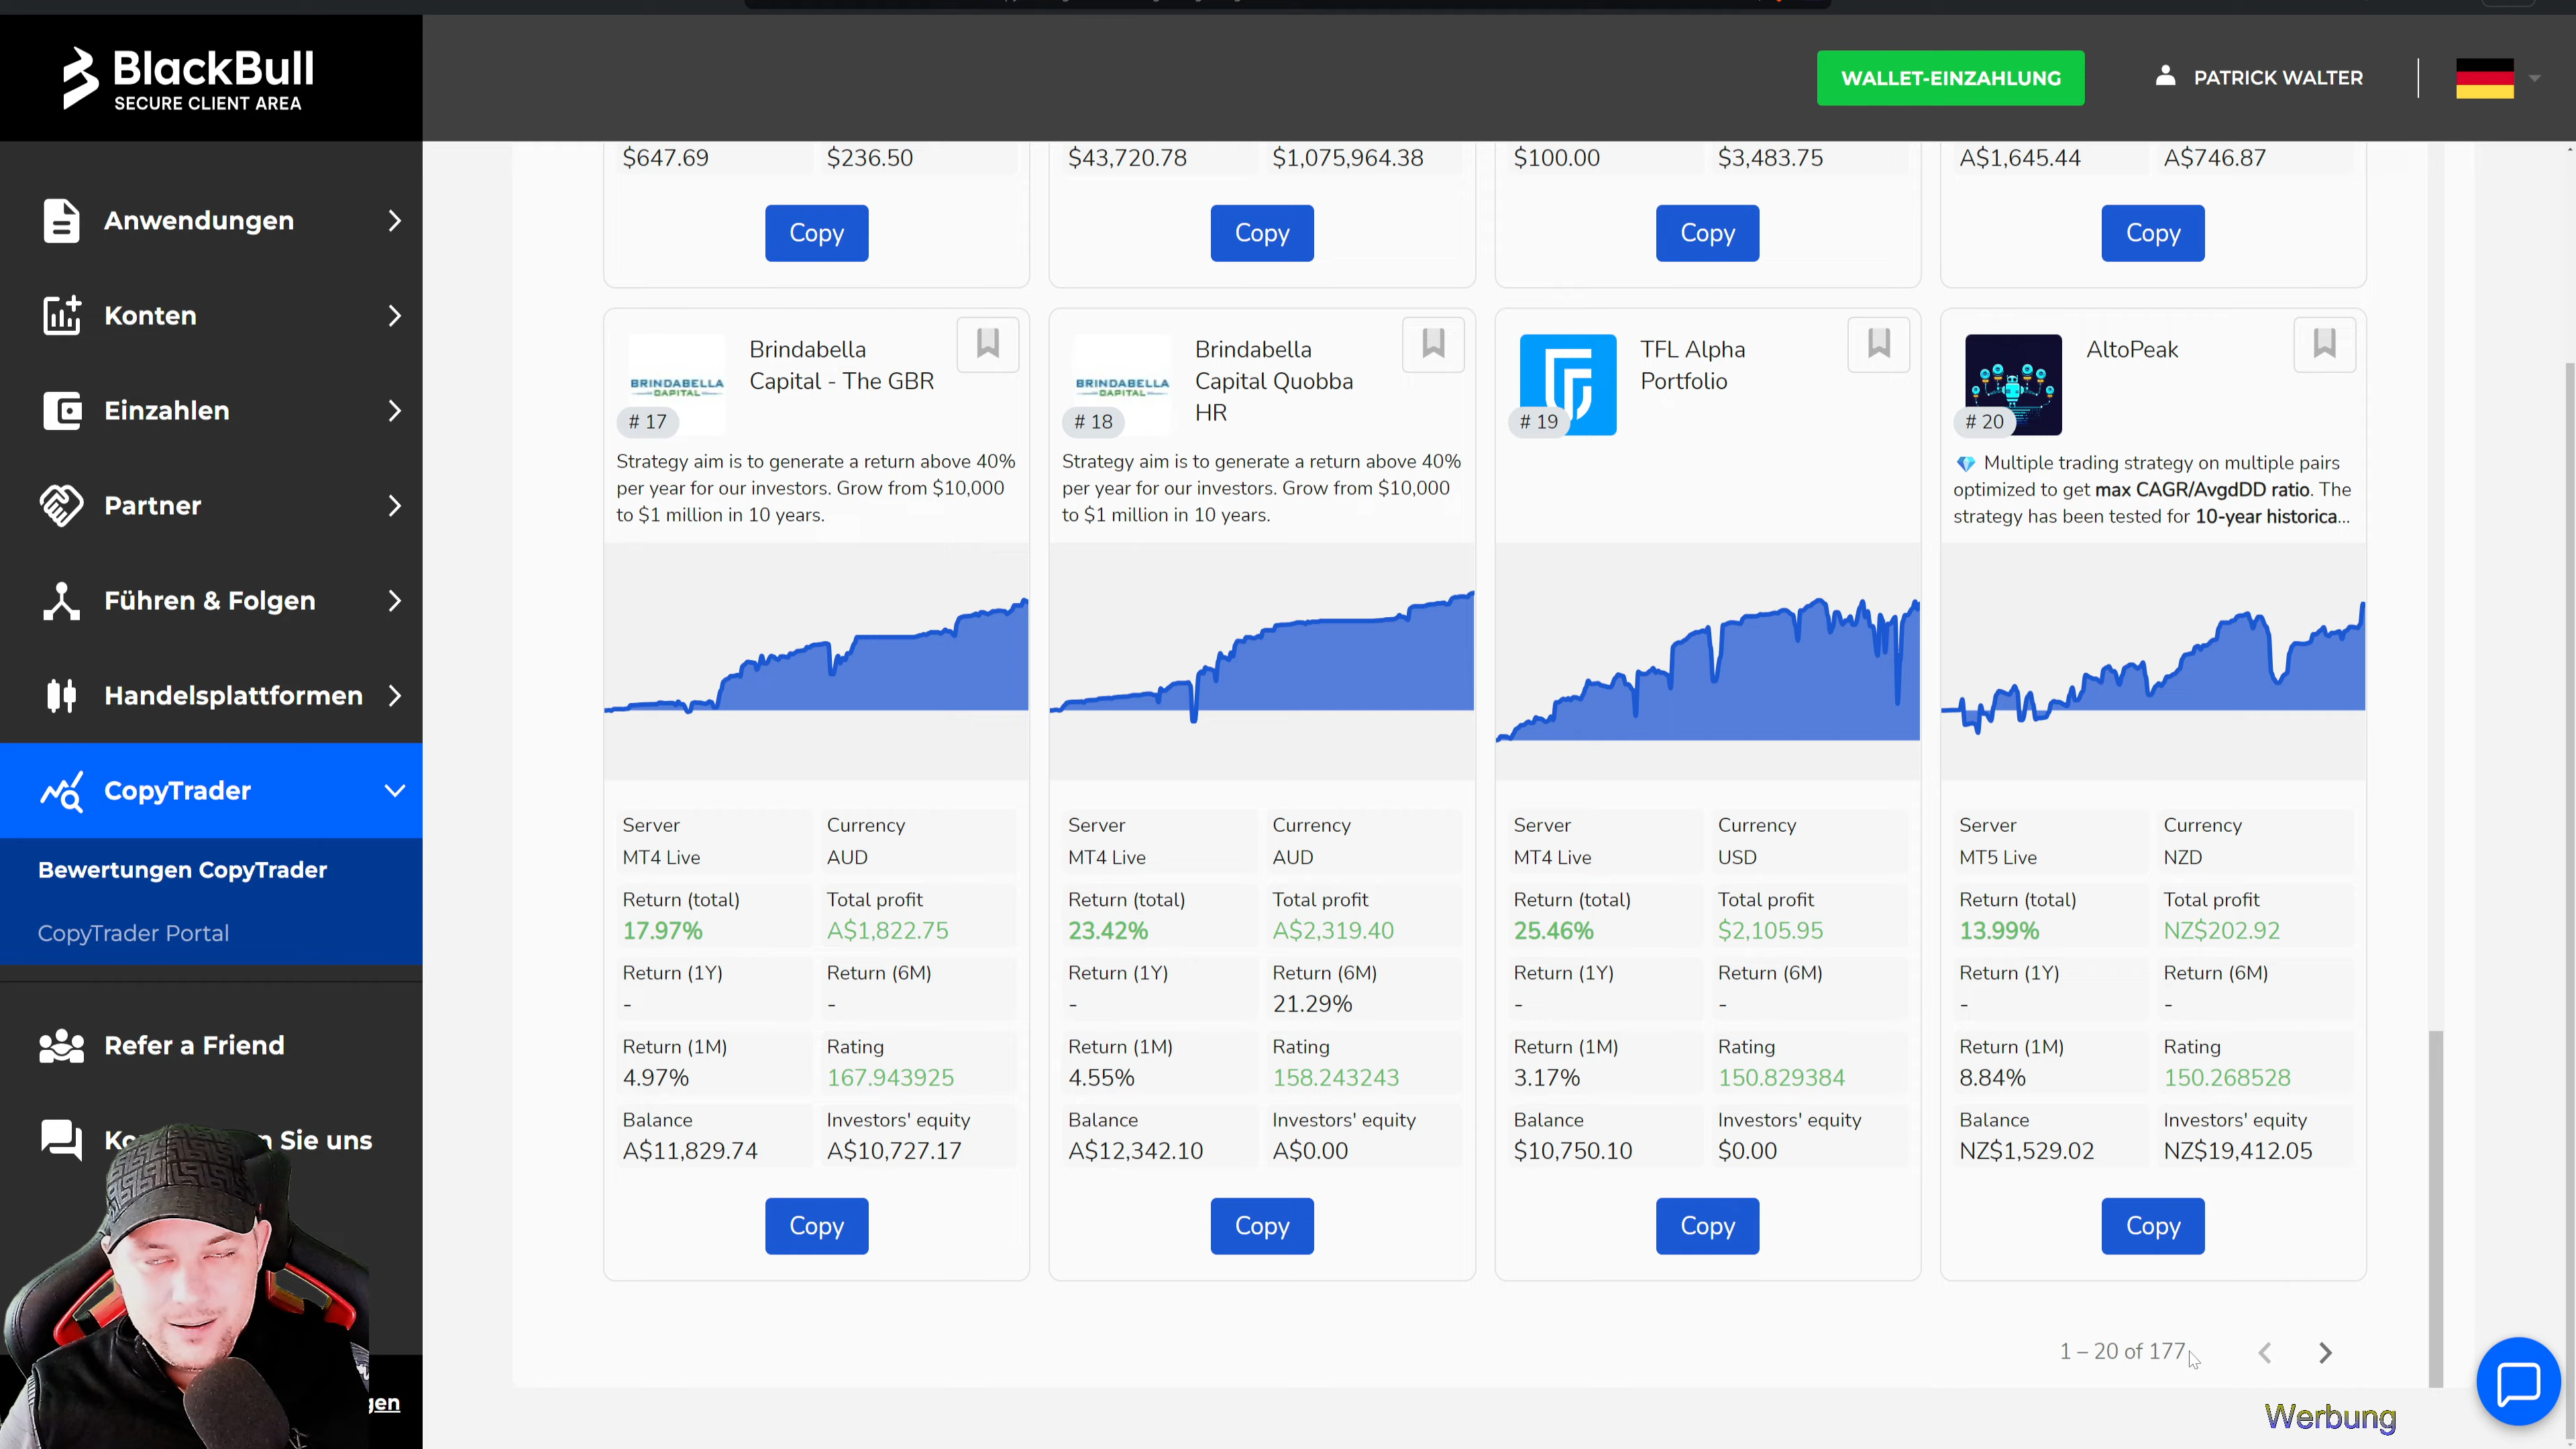 BlackBull
SECURE CLIENT AREA
WALLET-EINZAHLUNG
PATRICK WALTER
Anwendungen
Konten
Einzahlen
Partner
Führen & Folgen
Handelsplattformen
CopyTrader
Bewertungen CopyTrader
CopyTrader Portal
Refer a Friend
Sie uns
gen
$647.69 $236.50
Copy
$43,720.78 $1,075,964.38
Copy
$100.00 $3,483.75
Copy
A$1,645.44 A$746.87
Copy
BRINDABELLA
CAPITAL
# 17
Brindabella
Capital - The GBR
Strategy aim is to generate a return above 40%
per year for our investors. Grow from $10,000
to $1 million in 10 years.
Server Currency
MT4 Live AUD
Return (total) Total profit
17.97% A$1,822.75
Return (1Y) Return (6M)
- -
Return (1M) Rating
4.97% 167.943925
Balance Investors' equity
A$11,829.74 A$10,727.17
Copy
BRINDABELLA
CAPITAL
# 18
Brindabella
Capital Quobba
HR
Strategy aim is to generate a return above 40%
per year for our investors. Grow from $10,000
to $1 million in 10 years.
Server Currency
MT4 Live AUD
Return (total) Total profit
23.42% A$2,319.40
Return (1Y) Return (6M)
- 21.29%
Return (1M) Rating
4.55% 158.243243
Balance Investors' equity
A$12,342.10 A$0.00
Copy
# 19
TFL Alpha
Portfolio
Server Currency
MT4 Live USD
Return (total) Total profit
25.46% $2,105.95
Return (1Y) Return (6M)
- -
Return (1M) Rating
3.17% 150.829384
Balance Investors' equity
$10,750.10 $0.00
Copy
# 20
AltoPeak
💎 Multiple trading strategy on multiple pairs
optimized to get max CAGR/AvgdDD ratio. The
strategy has been tested for 10-year historica...
Server Currency
MT5 Live NZD
Return (total) Total profit
13.99% NZ$202.92
Return (1Y) Return (6M)
- -
Return (1M) Rating
8.84% 150.268528
Balance Investors' equity
NZ$1,529.02 NZ$19,412.05
Copy
1 – 20 of 177
Werbung